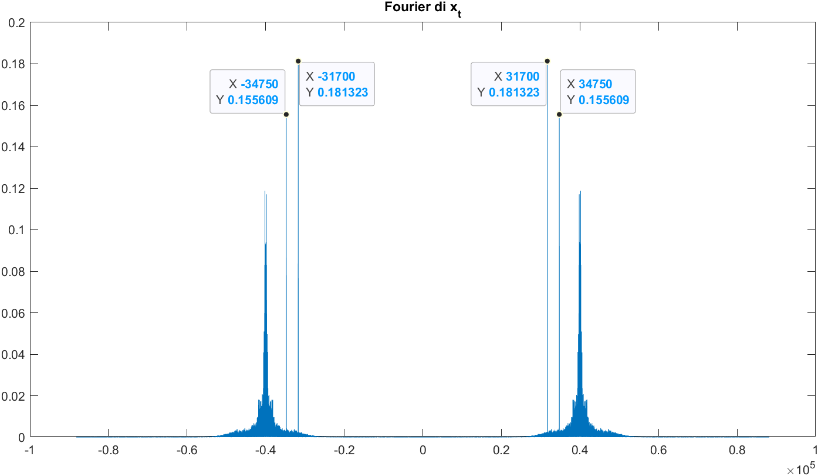 Fourier di x_t
0.2
0.18
0.16
0.14
0.12
0.1
0.08
0.06
0.04
0.02
0
X -34750
Y 0.155609
X -31700
Y 0.181323
X 31700
Y 0.181323
X 34750
Y 0.155609
-1 -0.8 -0.6 -0.4 -0.2 0 0.2 0.4 0.6 0.8 1
×10^5